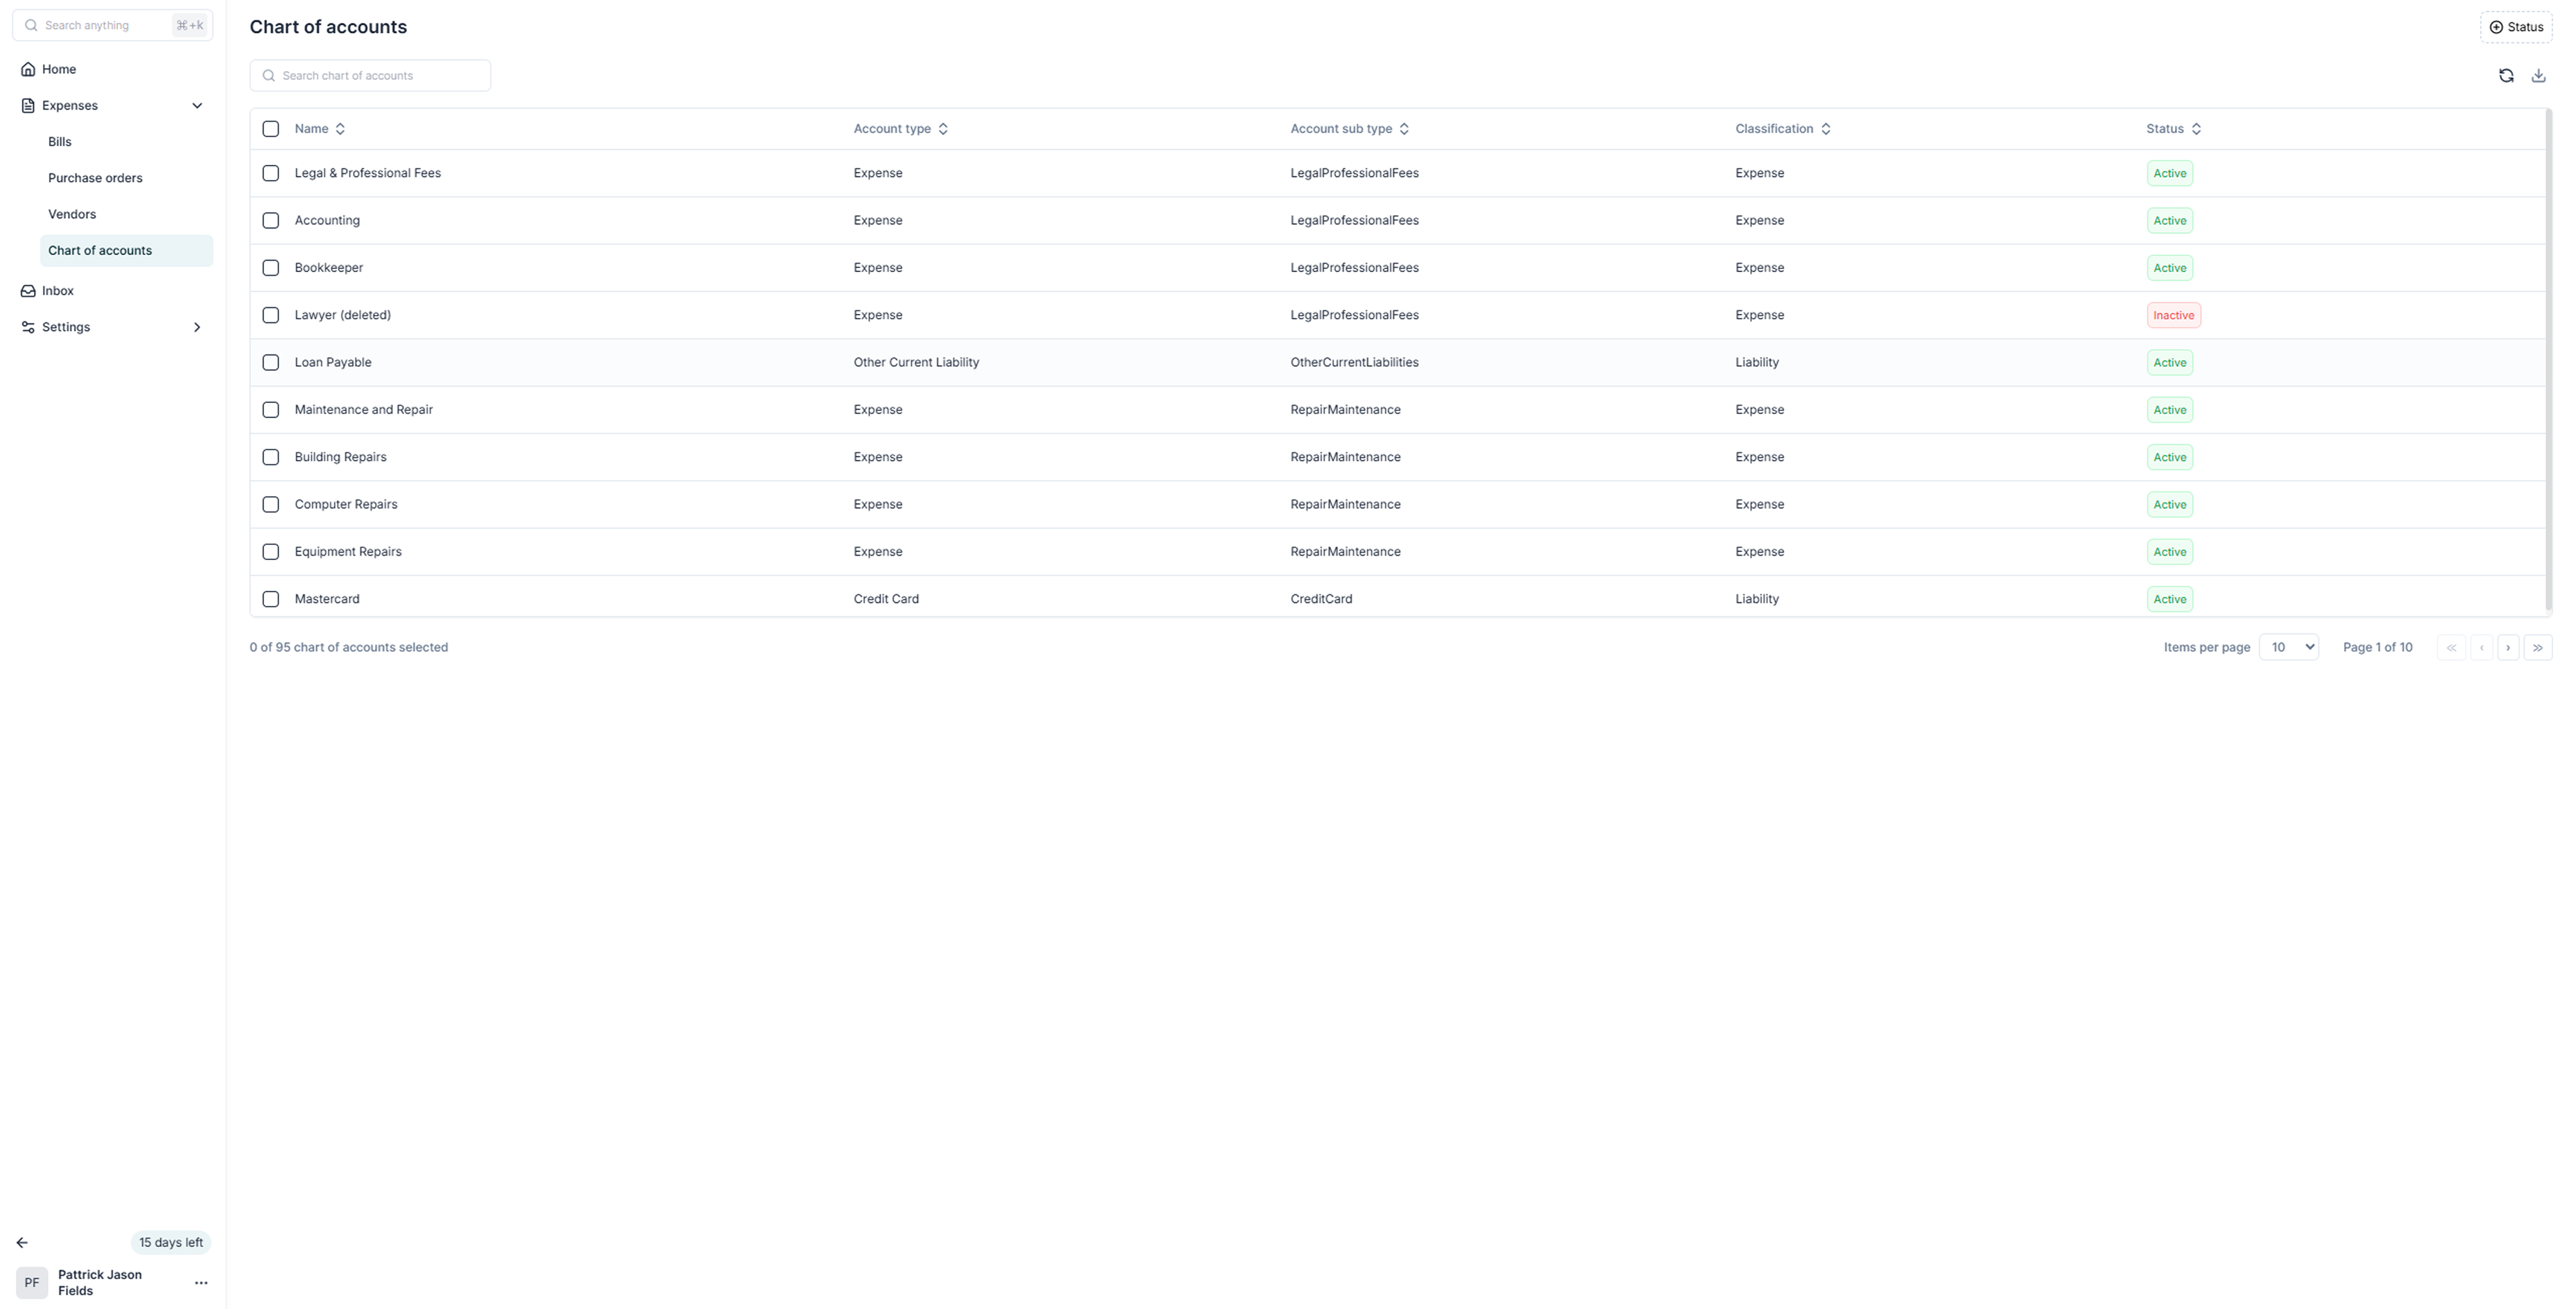 Search anything ⌘+k
Home
Expenses
Bills
Purchase orders
Vendors
Chart of accounts
Inbox
Settings
15 days left
PF Pattrick Jason
Fields
Chart of accounts
Status
Search chart of accounts
Name Account type Account sub type Classification Status
Legal & Professional Fees Expense LegalProfessionalFees Expense Active
Accounting Expense LegalProfessionalFees Expense Active
Bookkeeper Expense LegalProfessionalFees Expense Active
Lawyer (deleted) Expense LegalProfessionalFees Expense Inactive
Loan Payable Other Current Liability OtherCurrentLiabilities Liability Active
Maintenance and Repair Expense RepairMaintenance Expense Active
Building Repairs Expense RepairMaintenance Expense Active
Computer Repairs Expense RepairMaintenance Expense Active
Equipment Repairs Expense RepairMaintenance Expense Active
Mastercard Credit Card CreditCard Liability Active
0 of 95 chart of accounts selected Items per page 10 Page 1 of 10 « ‹ › »